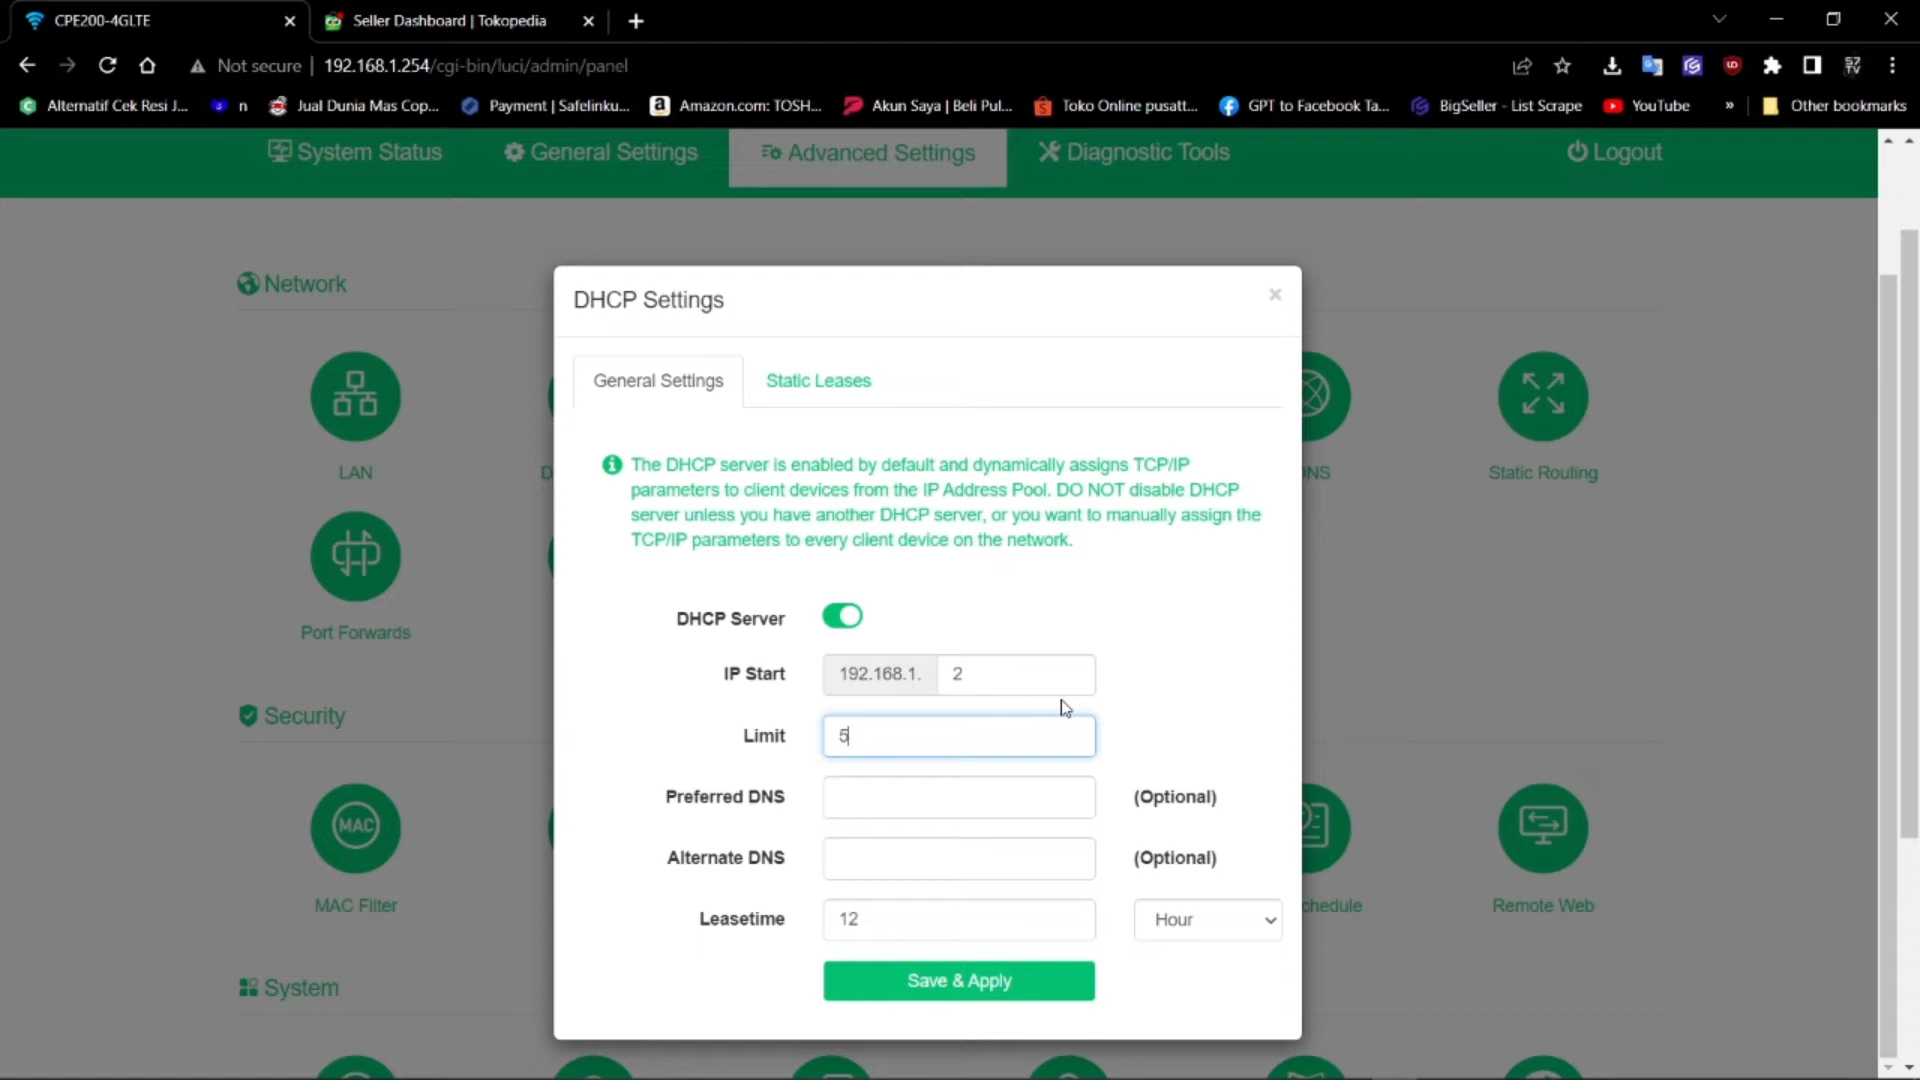 CPE200-4GLTE
Seller Dashboard | Tokopedia
Not secure | 192.168.1.254/cgi-bin/luci/admin/panel
Alternatif Cek Resi J...
n
Jual Dunia Mas Cop...
Payment | Safelinku...
Amazon.com: TOSH...
Akun Saya | Beli Pul...
Toko Online pusatt...
GPT to Facebook Ta...
BigSeller - List Scrape
YouTube
»
Other bookmarks
System Status
General Settings
Advanced Settings
Diagnostic Tools
Logout
Network
LAN
D
NS
Static Routing
Port Forwards
Security
MAC
MAC Filter
chedule
Remote Web
System
DHCP Settings
×
General Settings
Static Leases
The DHCP server is enabled by default and dynamically assigns TCP/IP
parameters to client devices from the IP Address Pool. DO NOT disable DHCP
server unless you have another DHCP server, or you want to manually assign the
TCP/IP parameters to every client device on the network.
DHCP Server
IP Start 192.168.1. 2
Limit 5
Preferred DNS (Optional)
Alternate DNS (Optional)
Leasetime 12 Hour
Save & Apply